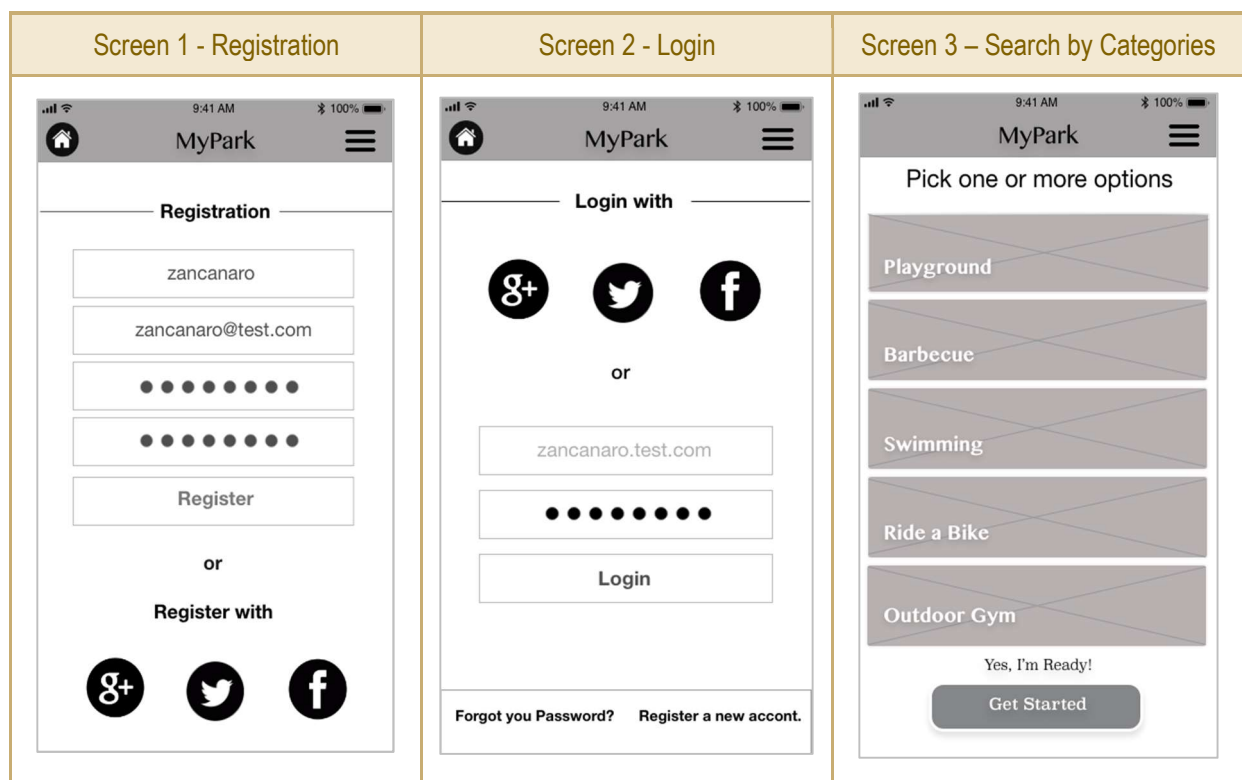 Screen 1 - Registration
Screen 2 - Login
Screen 3 – Search by Categories
9:41 AM
100%
MyPark
Registration
zancanaro
zancanaro@test.com
Register
or
Register with
g+
f
9:41 AM
100%
MyPark
Login with
g+
f
or
zancanaro.test.com
Login
Forgot you Password? Register a new accont.
9:41 AM
100%
MyPark
Pick one or more options
Playground
Barbecue
Swimming
Ride a Bike
Outdoor Gym
Yes, I'm Ready!
Get Started